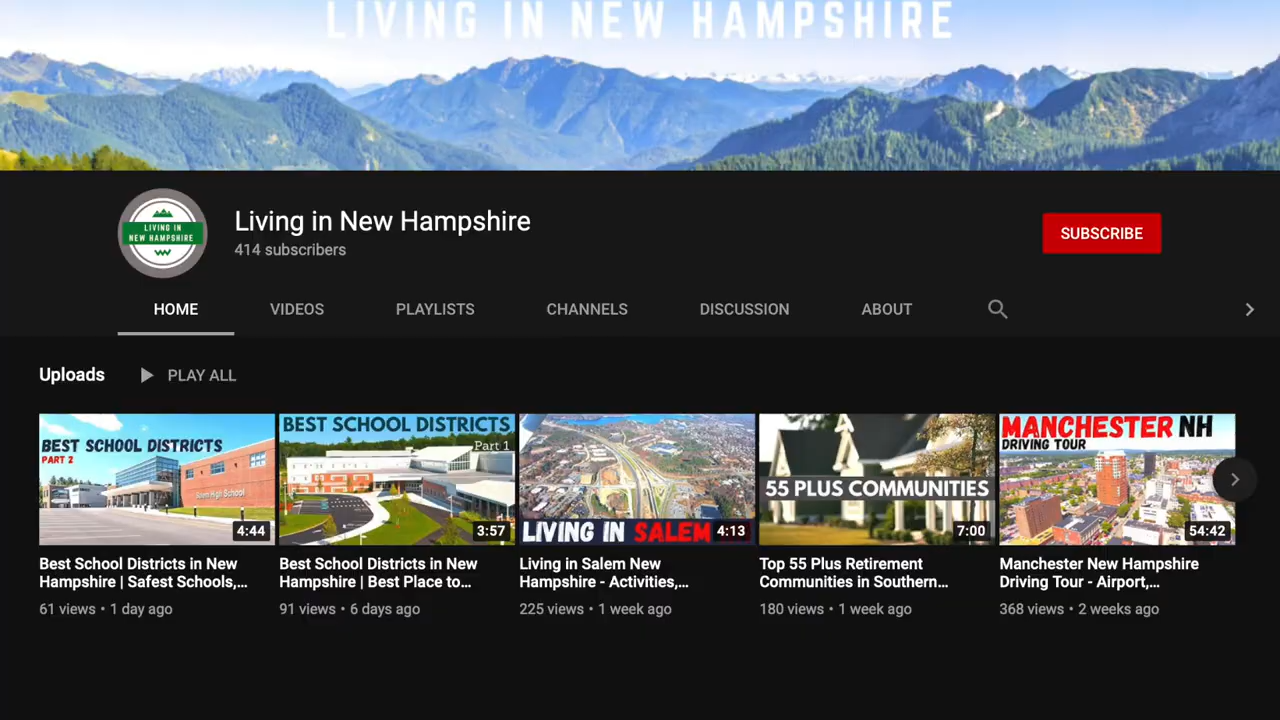 LIVING IN NEW HAMPSHIRE
LIVING IN
NEW HAMPSHIRE
Living in New Hampshire
414 subscribers
SUBSCRIBE
HOME
VIDEOS
PLAYLISTS
CHANNELS
DISCUSSION
ABOUT
Uploads
PLAY ALL
BEST SCHOOL DISTRICTS
PART 2
Salem High School
4:44
BEST SCHOOL DISTRICTS
Part 1
3:57
LIVING IN SALEM
4:13
55 PLUS COMMUNITIES
7:00
MANCHESTER NH
DRIVING TOUR
54:42
Best School Districts in New
Hampshire | Safest Schools,...
61 views • 1 day ago
Best School Districts in New
Hampshire | Best Place to...
91 views • 6 days ago
Living in Salem New
Hampshire - Activities,...
225 views • 1 week ago
Top 55 Plus Retirement
Communities in Southern...
180 views • 1 week ago
Manchester New Hampshire
Driving Tour - Airport,...
368 views • 2 weeks ago